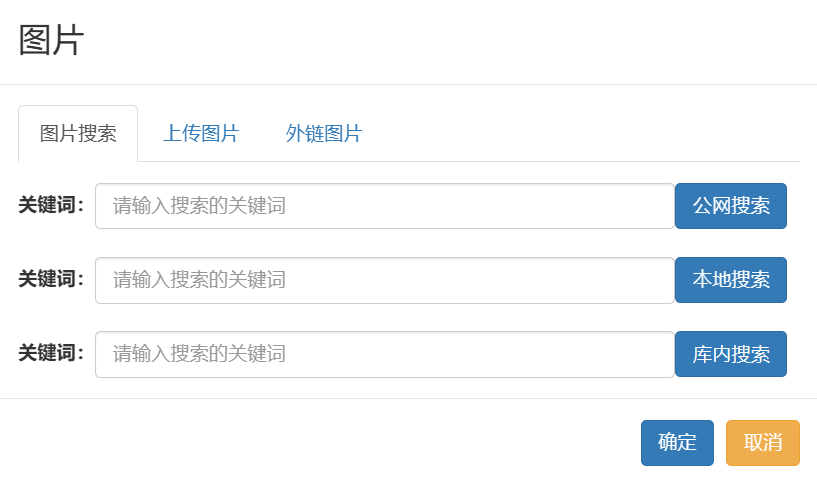 图片
图片搜索 上传图片 外链图片
关键词： 请输入搜索的关键词 公网搜索
关键词： 请输入搜索的关键词 本地搜索
关键词： 请输入搜索的关键词 库内搜索
确定 取消